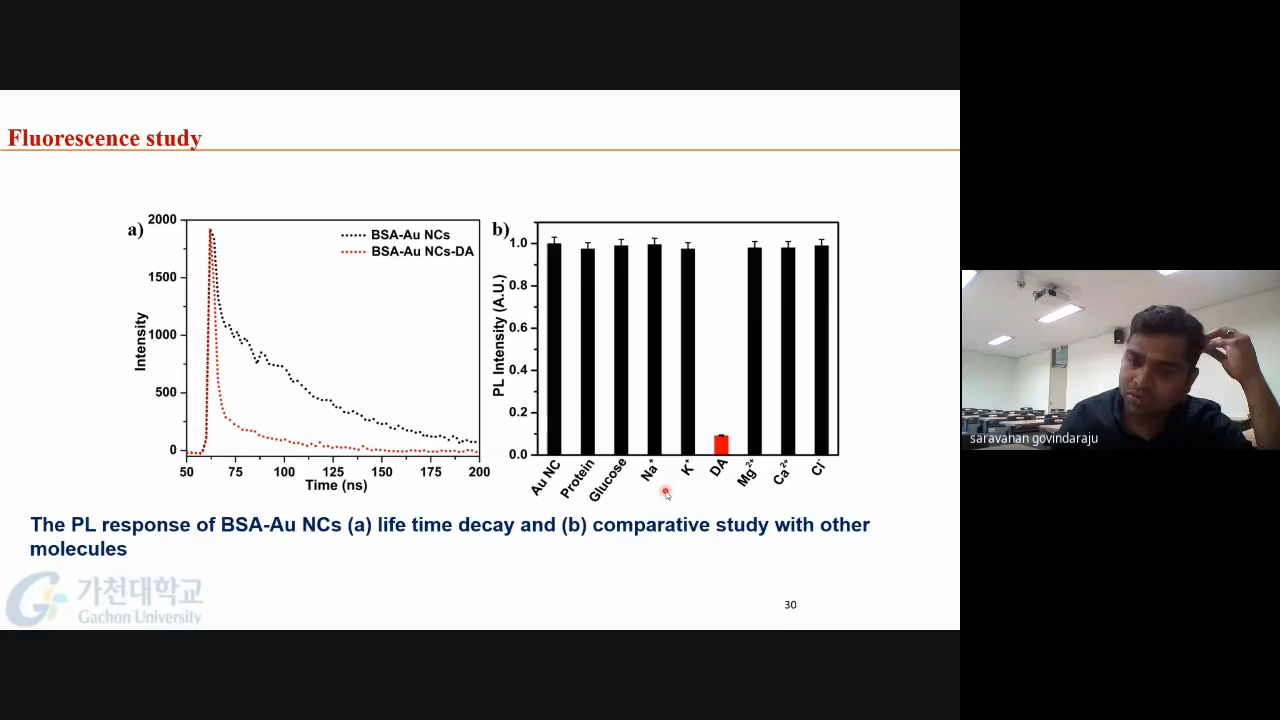 Fluorescence study
a)
2000
1500
1000
500
0
Intensity
50
75
100
125
150
175
200
Time (ns)
BSA-Au NCs
BSA-Au NCs-DA
b)
1.0
0.8
0.6
0.4
0.2
0.0
PL Intensity (A.U.)
Au NC
Protein
Glucose
Na⁺
K⁺
DA
Mg²⁺
Ca²⁺
Cl⁻
The PL response of BSA-Au NCs (a) life time decay and (b) comparative study with other
molecules
가천대학교
Gachon University
30
saravanan govindaraju